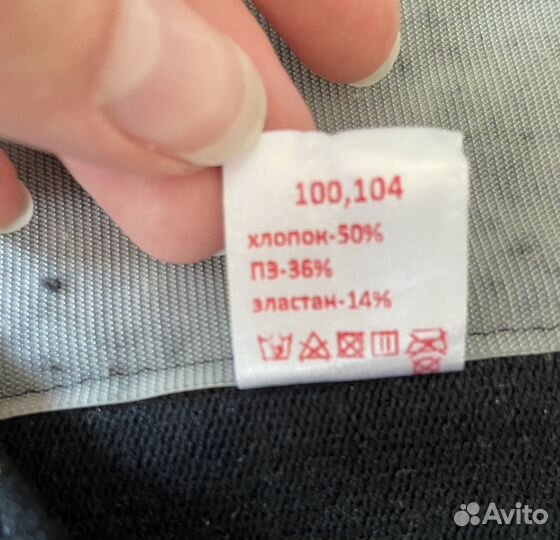 100,104
хлопок-50%
ПЭ-36%
эластан-14%
Avito